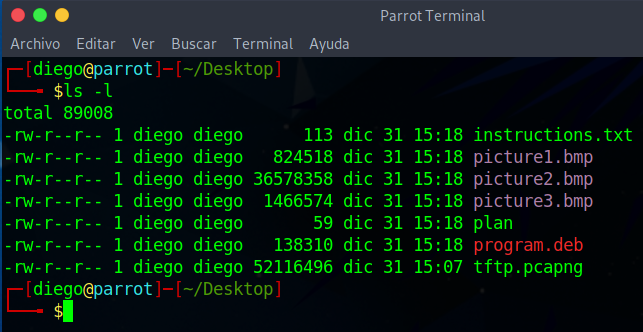 Parrot Terminal
Archivo Editar Ver Buscar Terminal Ayuda
┌─[diego@parrot]─[~/Desktop]
└──╼ $ls -l
total 89008
-rw-r--r-- 1 diego diego      113 dic 31 15:18 instructions.txt
-rw-r--r-- 1 diego diego   824518 dic 31 15:18 picture1.bmp
-rw-r--r-- 1 diego diego 36578358 dic 31 15:18 picture2.bmp
-rw-r--r-- 1 diego diego  1466574 dic 31 15:18 picture3.bmp
-rw-r--r-- 1 diego diego       59 dic 31 15:18 plan
-rw-r--r-- 1 diego diego   138310 dic 31 15:18 program.deb
-rw-r--r-- 1 diego diego 52116496 dic 31 15:07 tftp.pcapng
┌─[diego@parrot]─[~/Desktop]
└──╼ $